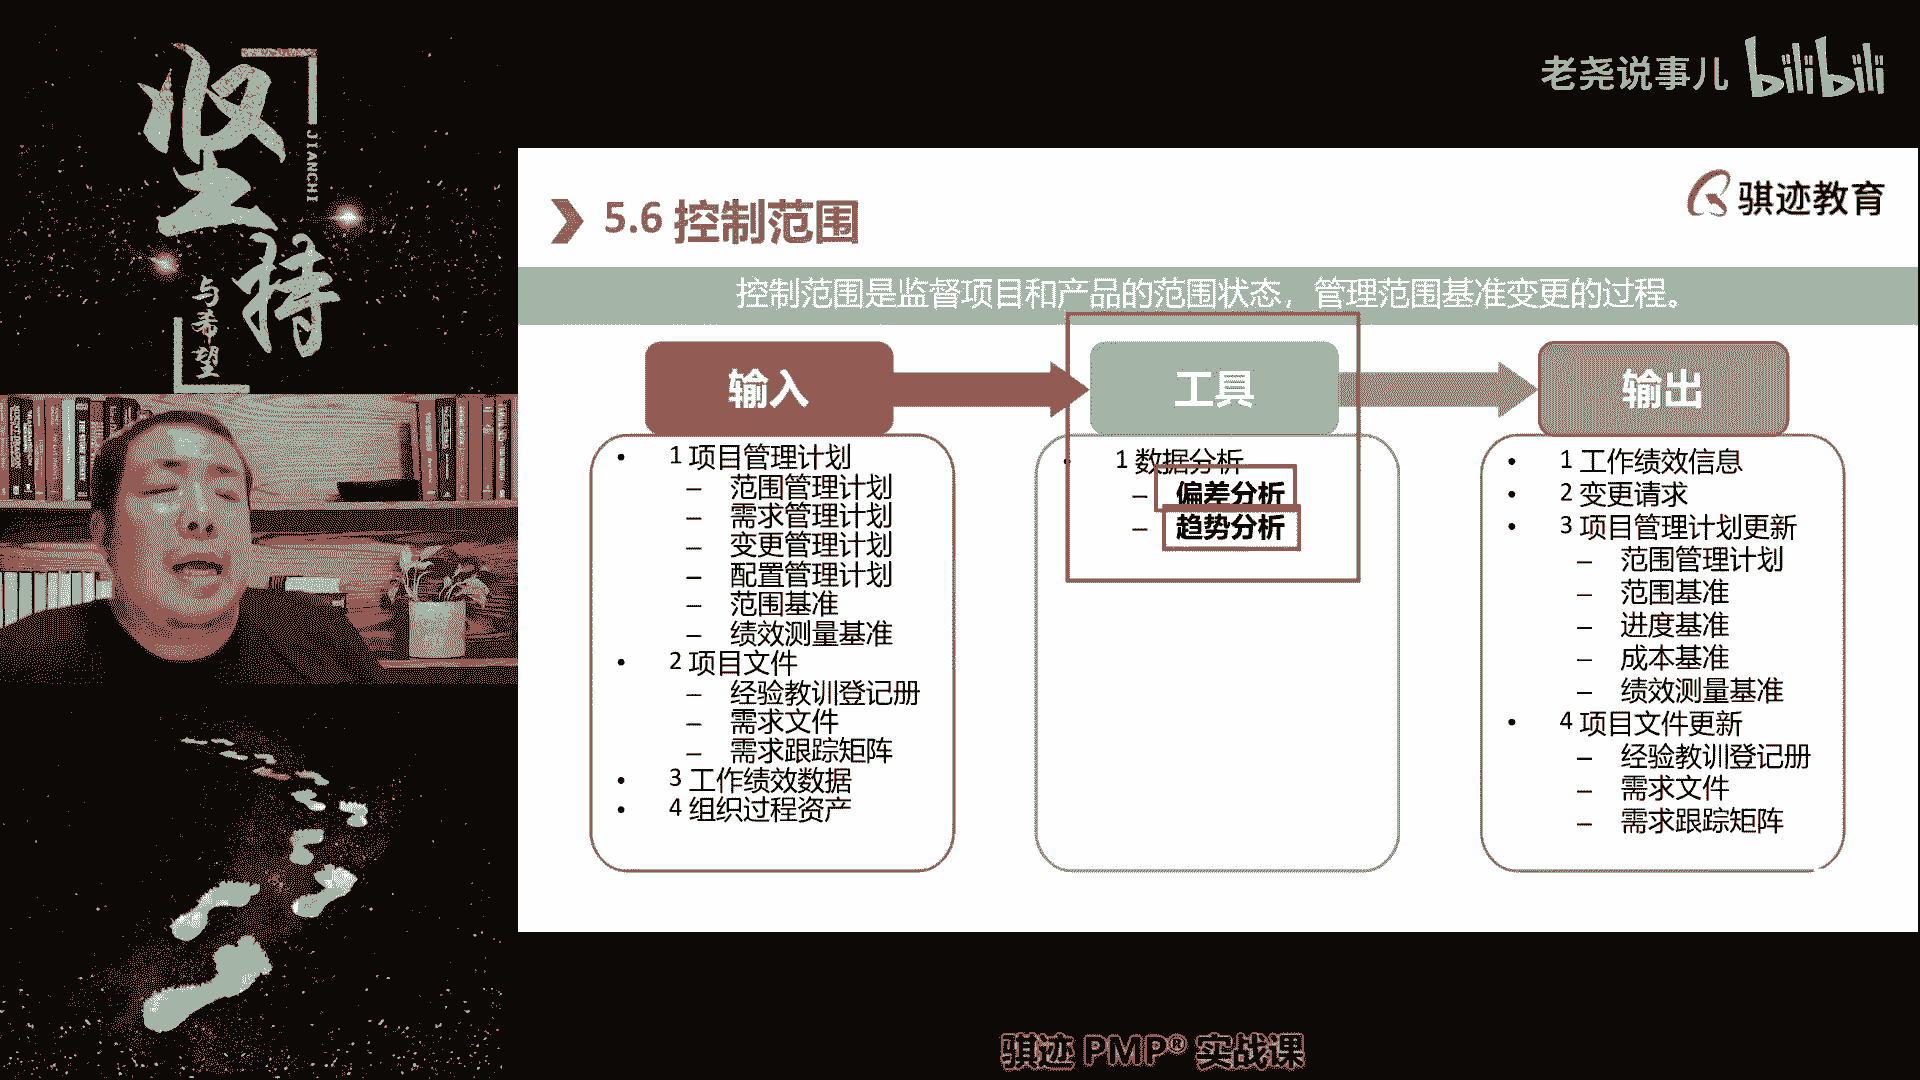 坚持
JIANCHI
与希望
老尧说事儿 bilibili
骐迹教育
5.6 控制范围
控制范围是监督项目和产品的范围状态，管理范围基准变更的过程。
输入
• 1 项目管理计划
– 范围管理计划
– 需求管理计划
– 变更管理计划
– 配置管理计划
– 范围基准
– 绩效测量基准
• 2 项目文件
– 经验教训登记册
– 需求文件
– 需求跟踪矩阵
• 3 工作绩效数据
• 4 组织过程资产
工具
• 1 数据分析
– 偏差分析
– 趋势分析
输出
• 1 工作绩效信息
• 2 变更请求
• 3 项目管理计划更新
– 范围管理计划
– 范围基准
– 进度基准
– 成本基准
– 绩效测量基准
• 4 项目文件更新
– 经验教训登记册
– 需求文件
– 需求跟踪矩阵
骐迹 PMP® 实战课